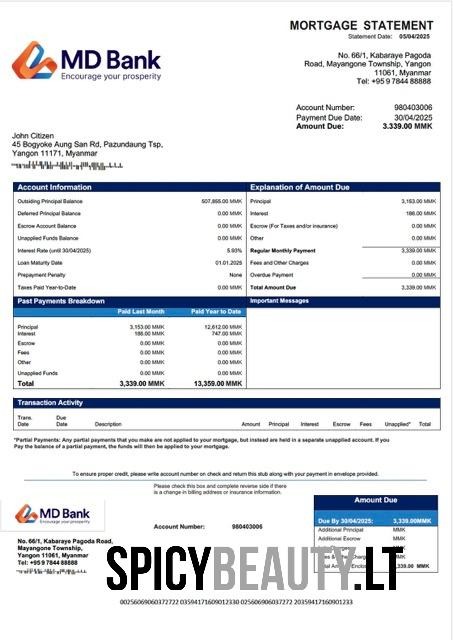 MORTGAGE STATEMENT
Statement Date: 05/04/2025
MD Bank
Encourage your prosperity
No. 66/1, Kabaraye Pagoda
Road, Mayangone Township, Yangon
11061, Myanmar
Tel: +95 9 7844 88888
Account Number: 980403006
Payment Due Date: 30/04/2025
Amount Due: 3.339.00 MMK
John Citizen
45 Bogyoke Aung San Rd, Pazundaung Tsp,
Yangon 11171, Myanmar
Account Information
Outsiding Principal Balance 507,855.00 MMK
Deferred Principal Balance 0.00 MMK
Escrow Account Balance 0.00 MMK
Unapplied Funds Balance 0.00 MMK
Interest Rate (until 30/04/2025) 5.93%
Loan Maturity Date 01.01.2025
Prepayment Penalty None
Taxes Paid Year-to-Date 0.00 MMK
Explanation of Amount Due
Principal 3,153.00 MMK
Interest 186.00 MMK
Escrow (For Taxes and/or insurance) 0.00 MMK
Other 0.00 MMK
Regular Monthly Payment 3,339.00 MMK
Fees and Other Charges 0.00 MMK
Overdue Payment 0.00 MMK
Total Amount Due 3,339.00 MMK
Past Payments Breakdown
Paid Last Month Paid Year to Date
Principal 3,153.00 MMK 12,612.00 MMK
Interest 186.00 MMK 747.00 MMK
Escrow 0.00 MMK 0.00 MMK
Fees 0.00 MMK 0.00 MMK
Other 0.00 MMK 0.00 MMK
Unapplied Funds 0.00 MMK 0.00 MMK
Total 3,339.00 MMK 13,359.00 MMK
Important Messages
Transaction Activity
Trans. Date Due Date Description Amount Principal Interest Escrow Fees Unapplied* Total
*Partial Payments: Any partial payments that you make are not applied to your mortgage, but instead are held in a separate unapplied account. If you
Pay the balance of a partial payment, the funds will then be applied to your mortgage.
To ensure proper credit, please write account number on check and return this stub along with your payment in envelope provided.
Please check this box and complete reverse side if there
is a change in billing address or insurance information.
MD Bank
Encourage your prosperity
Account Number: 980403006
No. 66/1, Kabaraye Pagoda Road,
Mayangone Township,
Yangon 11061, Myanmar
Tel: +95 9 7844 88888
Amount Due
Due By 30/04/2025: 3,339.00MMK
Additional Principal MMK
Additional MMK
MMK
MMK
MMK
SPICYBEAUTY.LT
00256069060372722 203594171609012330 0256069060372722 20359417160901233